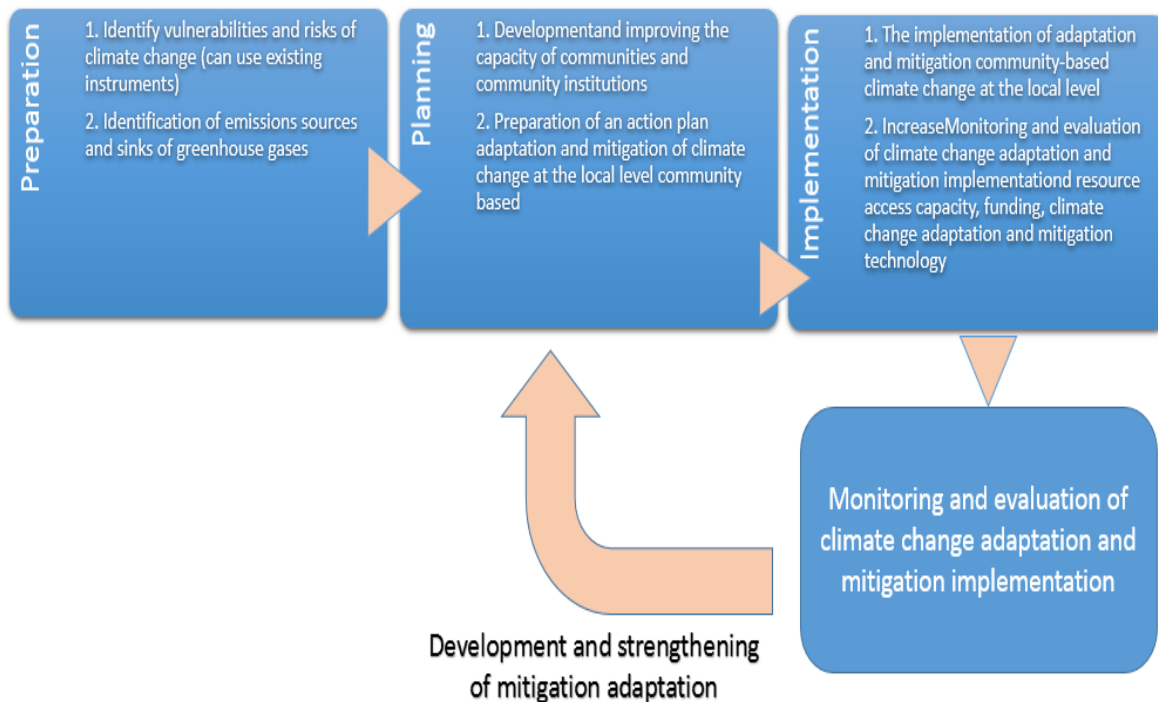 Preparation
1. Identify vulnerabilities and risks of
climate change (can use existing
instruments)
2. Identification of emissions sources
and sinks of greenhouse gases
Planning
1. Developmentand improving the
capacity of communities and
community institutions
2. Preparation of an action plan
adaptation and mitigation of climate
change at the local level community
based
Implementation
1. The implementation of adaptation
and mitigation community-based
climate change at the local level
2. IncreaseMonitoring and evaluation
of climate change adaptation and
mitigation implementationd resource
access capacity, funding, climate
change adaptation and mitigation
technology
Monitoring and evaluation of
climate change adaptation and
mitigation implementation
Development and strengthening
of mitigation adaptation